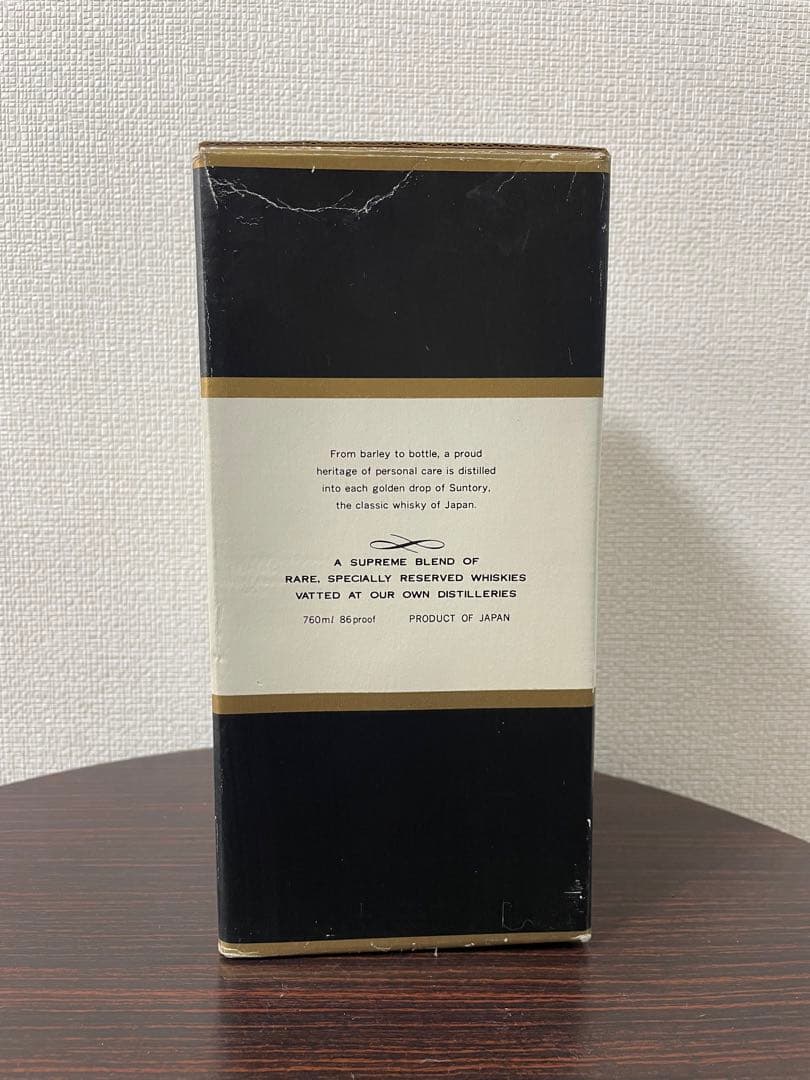 From barley to bottle, a proud
heritage of personal care is distilled
into each golden drop of Suntory,
the classic whisky of Japan.
A SUPREME BLEND OF
RARE, SPECIALLY RESERVED WHISKIES
VATTED AT OUR OWN DISTILLERIES
760ml 86proof PRODUCT OF JAPAN